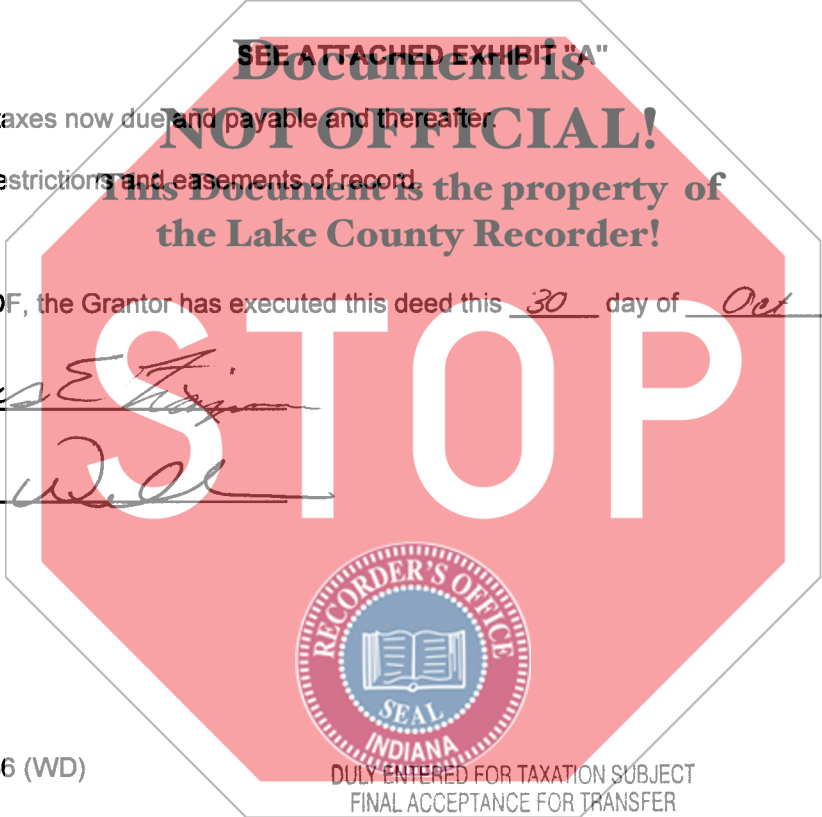 SEE ATTACHED EXHIBIT "A"
Document is
axes now due and payable and thereafter.
NOT OFFICIAL!
estrictions and easements of record.
This Document is the property of
the Lake County Recorder!
OF, the Grantor has executed this deed this 30 day of Oct
STOP
RECORDER'S OFFICE
SEAL
INDIANA
6 (WD)
DULY ENTERED FOR TAXATION SUBJECT
FINAL ACCEPTANCE FOR TRANSFER